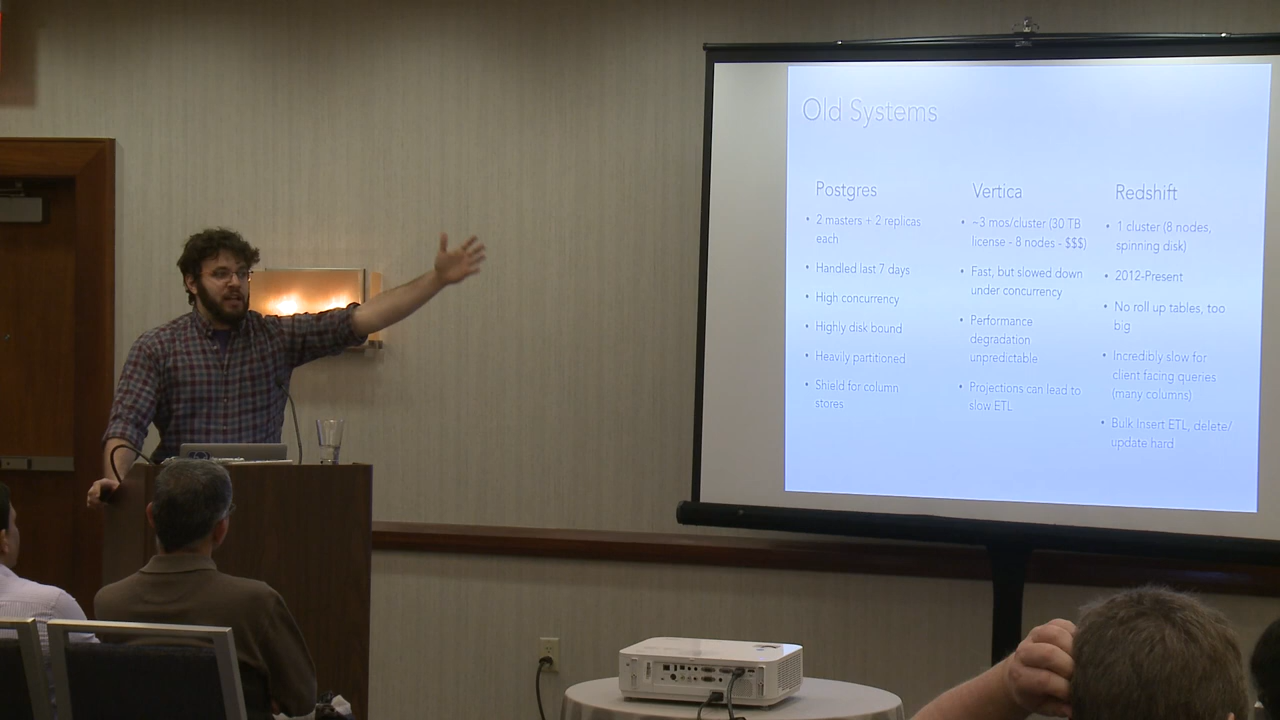 Old Systems
Postgres
• 2 masters + 2 replicas
each
• Handled last 7 days
• High concurrency
• Highly disk bound
• Heavily partitioned
• Shield for column
stores
Vertica
• ~3 mos/cluster (30 TB
license - 8 nodes - $$$)
• Fast, but slowed down
under concurrency
• Performance
degradation
unpredictable
• Projections can lead to
slow ETL
Redshift
• 1 cluster (8 nodes,
spinning disk)
• 2012-Present
• No roll up tables, too
big
• Incredibly slow for
client facing queries
(many columns)
• Bulk Insert ETL, delete/
update hard